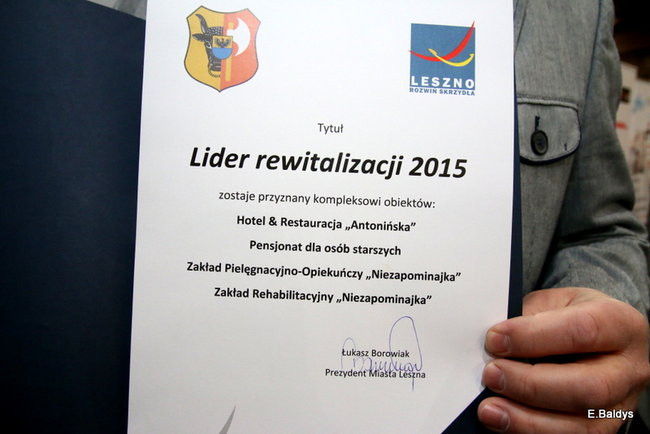 LESZNO
ROZWIŃ SKRZYDŁA
Tytuł
Lider rewitalizacji 2015
zostaje przyznany kompleksowi obiektów:
Hotel & Restauracja „Antonińska”
Pensjonat dla osób starszych
Zakład Pielęgnacyjno-Opiekuńczy „Niezapominajka”
Zakład Rehabilitacyjny „Niezapominajka”
Łukasz Borowiak
Prezydent Miasta Leszna
E.Baldys